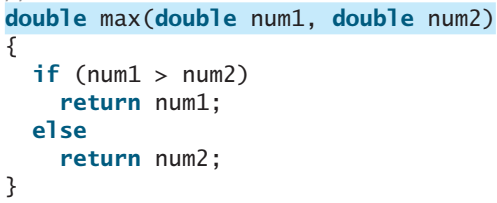 double max(double num1, double num2)
{
  if (num1 > num2)
    return num1;
  else
    return num2;
}